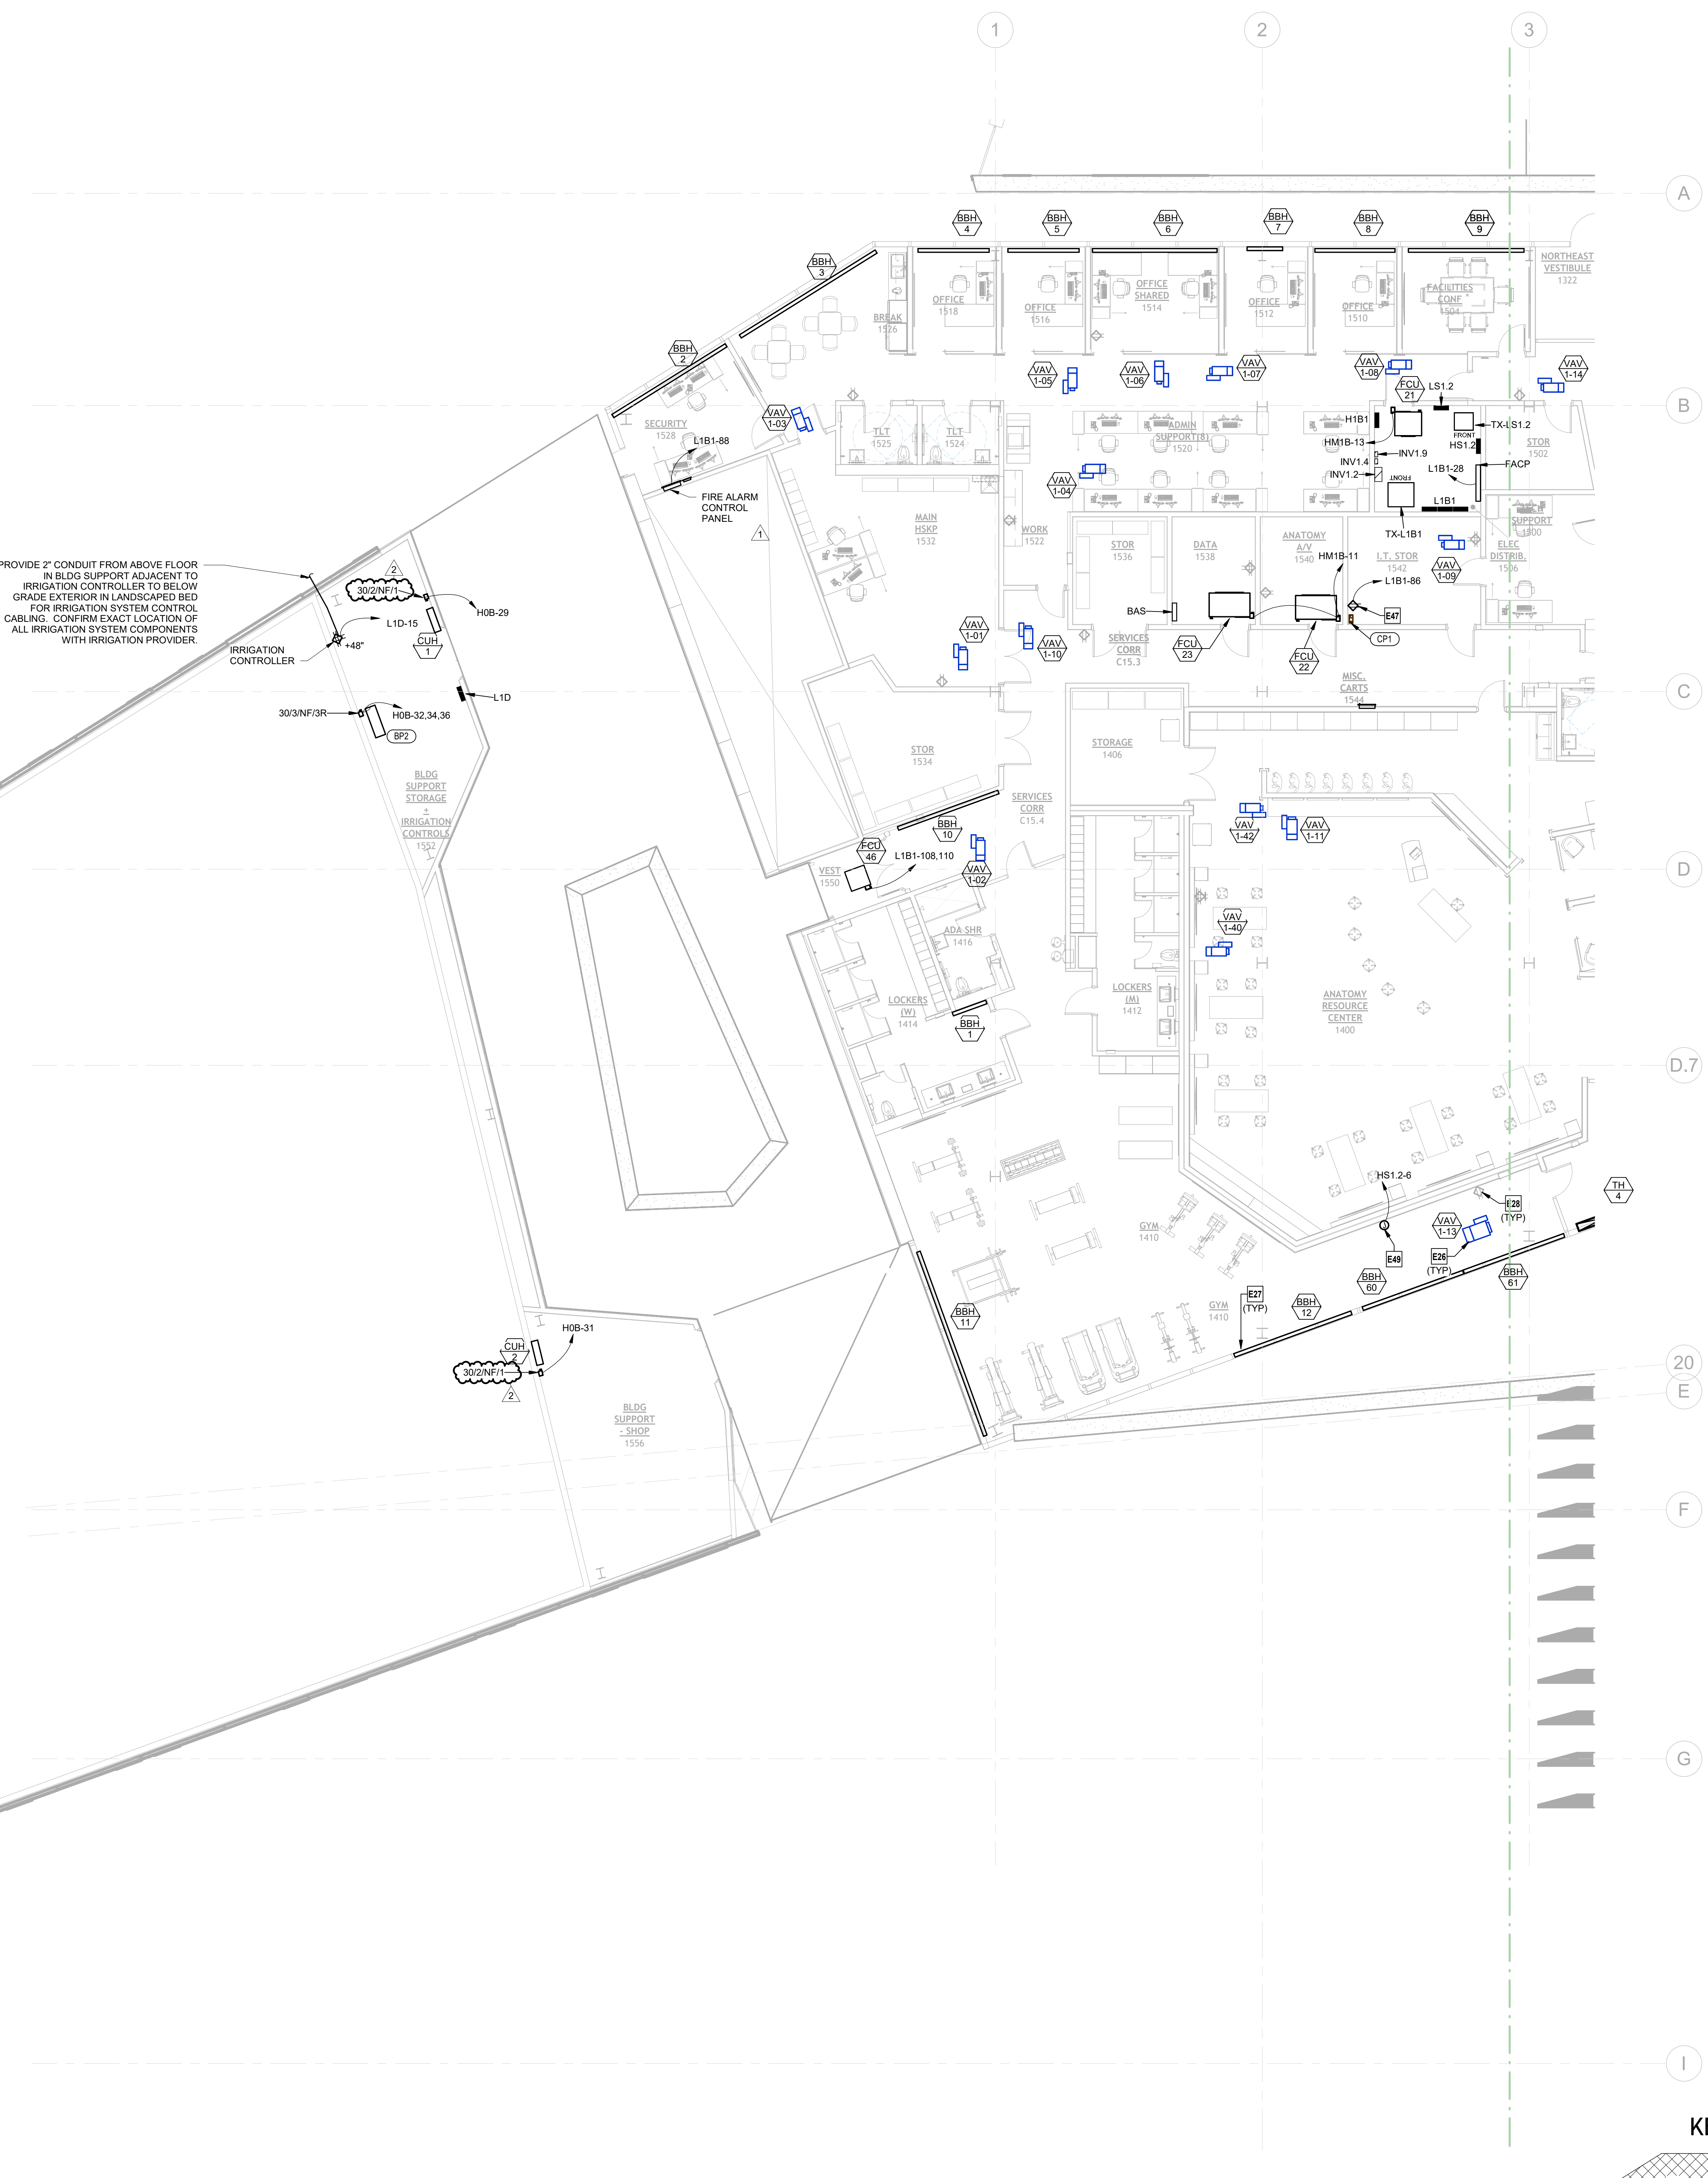 1
2
3
A
BBH
4
BBH
5
BBH
6
BBH
7
BBH
8
BBH
9
BBH
3
NORTHEAST
VESTIBULE
1322
OFFICE
1518
OFFICE
1516
OFFICE
SHARED
1514
OFFICE
1512
OFFICE
1510
FACILITIES
CONF
1504
BREAK
1526
BBH
2
VAV
1-05
VAV
1-06
VAV
1-07
VAV
1-08
VAV
1-14
FCU
21
LS1.2
B
VAV
1-03
SECURITY
1528
L1B1-88
TLT
1525
TLT
1524
ADMIN
SUPPORT(8)
1520
H1B1
TX-LS1.2
FRONT
HM1B-13
HS1.2
STOR
1502
INV1.9
INV1.4
L1B1-28
FACP
INV1.2
FRONT
VAV
1-04
FIRE ALARM
CONTROL
PANEL
1
MAIN
HSKP
1532
WORK
1522
L1B1
TX-L1B1
SUPPORT
1500
STOR
1536
DATA
1538
ANATOMY
A/V
1540
HM1B-11
I.T. STOR
1542
ELEC
DISTRIB.
1506
VAV
1-09
L1B1-86
PROVIDE 2" CONDUIT FROM ABOVE FLOOR
IN BLDG SUPPORT ADJACENT TO
IRRIGATION CONTROLLER TO BELOW
GRADE EXTERIOR IN LANDSCAPED BED
FOR IRRIGATION SYSTEM CONTROL
CABLING. CONFIRM EXACT LOCATION OF
ALL IRRIGATION SYSTEM COMPONENTS
WITH IRRIGATION PROVIDER.
2
30/2/NF/1
H0B-29
L1D-15
+48"
CUH
1
IRRIGATION
CONTROLLER
BAS
E47
CP1
VAV
1-01
VAV
1-10
SERVICES
CORR
C15.3
FCU
23
FCU
22
L1D
MISC.
CARTS
1544
C
30/3/NF/3R
H0B-32,34,36
BP2
STOR
1534
STORAGE
1406
BLDG
SUPPORT
STORAGE
+
IRRIGATION
CONTROLS
1552
SERVICES
CORR
C15.4
BBH
10
VAV
1-42
VAV
1-11
FCU
46
L1B1-108,110
VEST
1550
VAV
1-02
D
VAV
1-40
ADA SHR
1416
LOCKERS
(W)
1414
LOCKERS
(M)
1412
ANATOMY
RESOURCE
CENTER
1400
BBH
1
D.7
HS1.2-6
TH
4
E28
(TYP)
GYM
1410
VAV
1-13
E49
E26
(TYP)
BBH
60
BBH
61
E27
(TYP)
BBH
12
BBH
11
GYM
1410
H0B-31
CUH
2
30/2/NF/1
2
20
E
BLDG
SUPPORT
- SHOP
1556
F
G
I